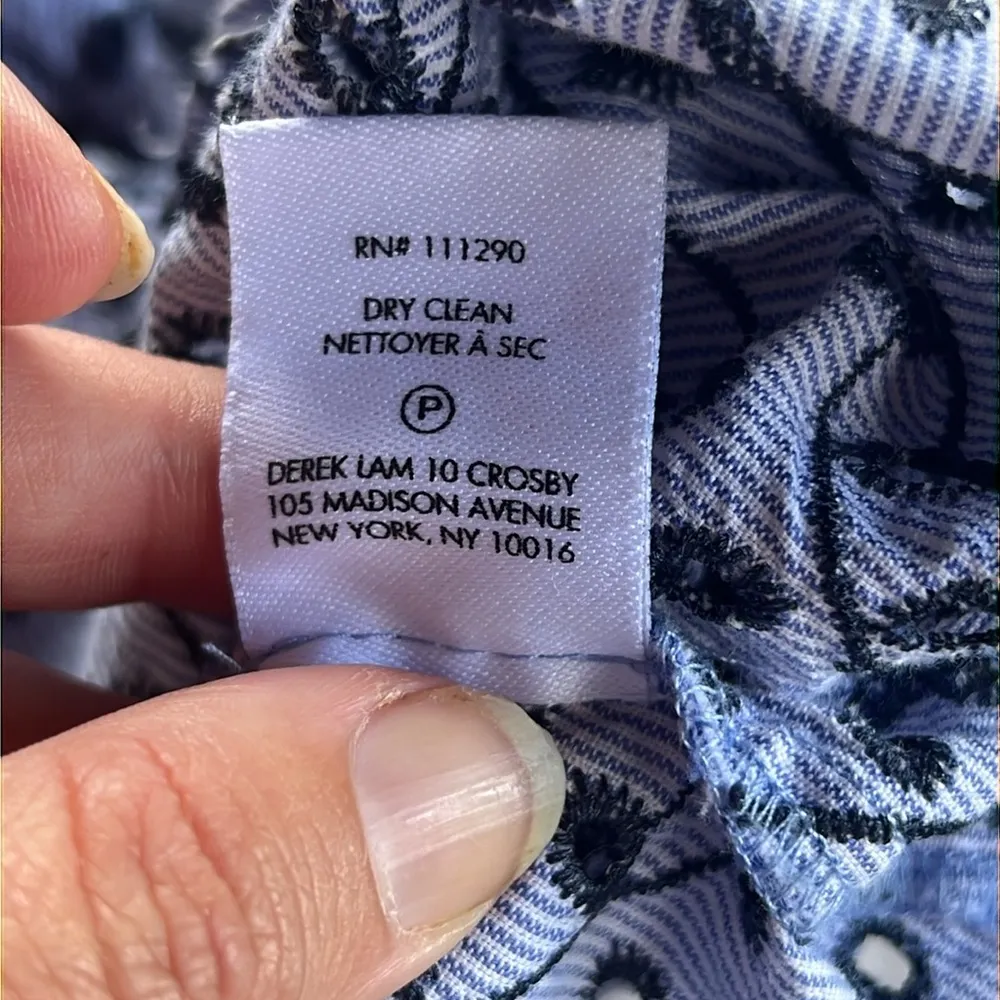 RN# 111290
DRY CLEAN
NETTOYER À SEC
P
DEREK LAM 10 CROSBY
105 MADISON AVENUE
NEW YORK, NY 10016